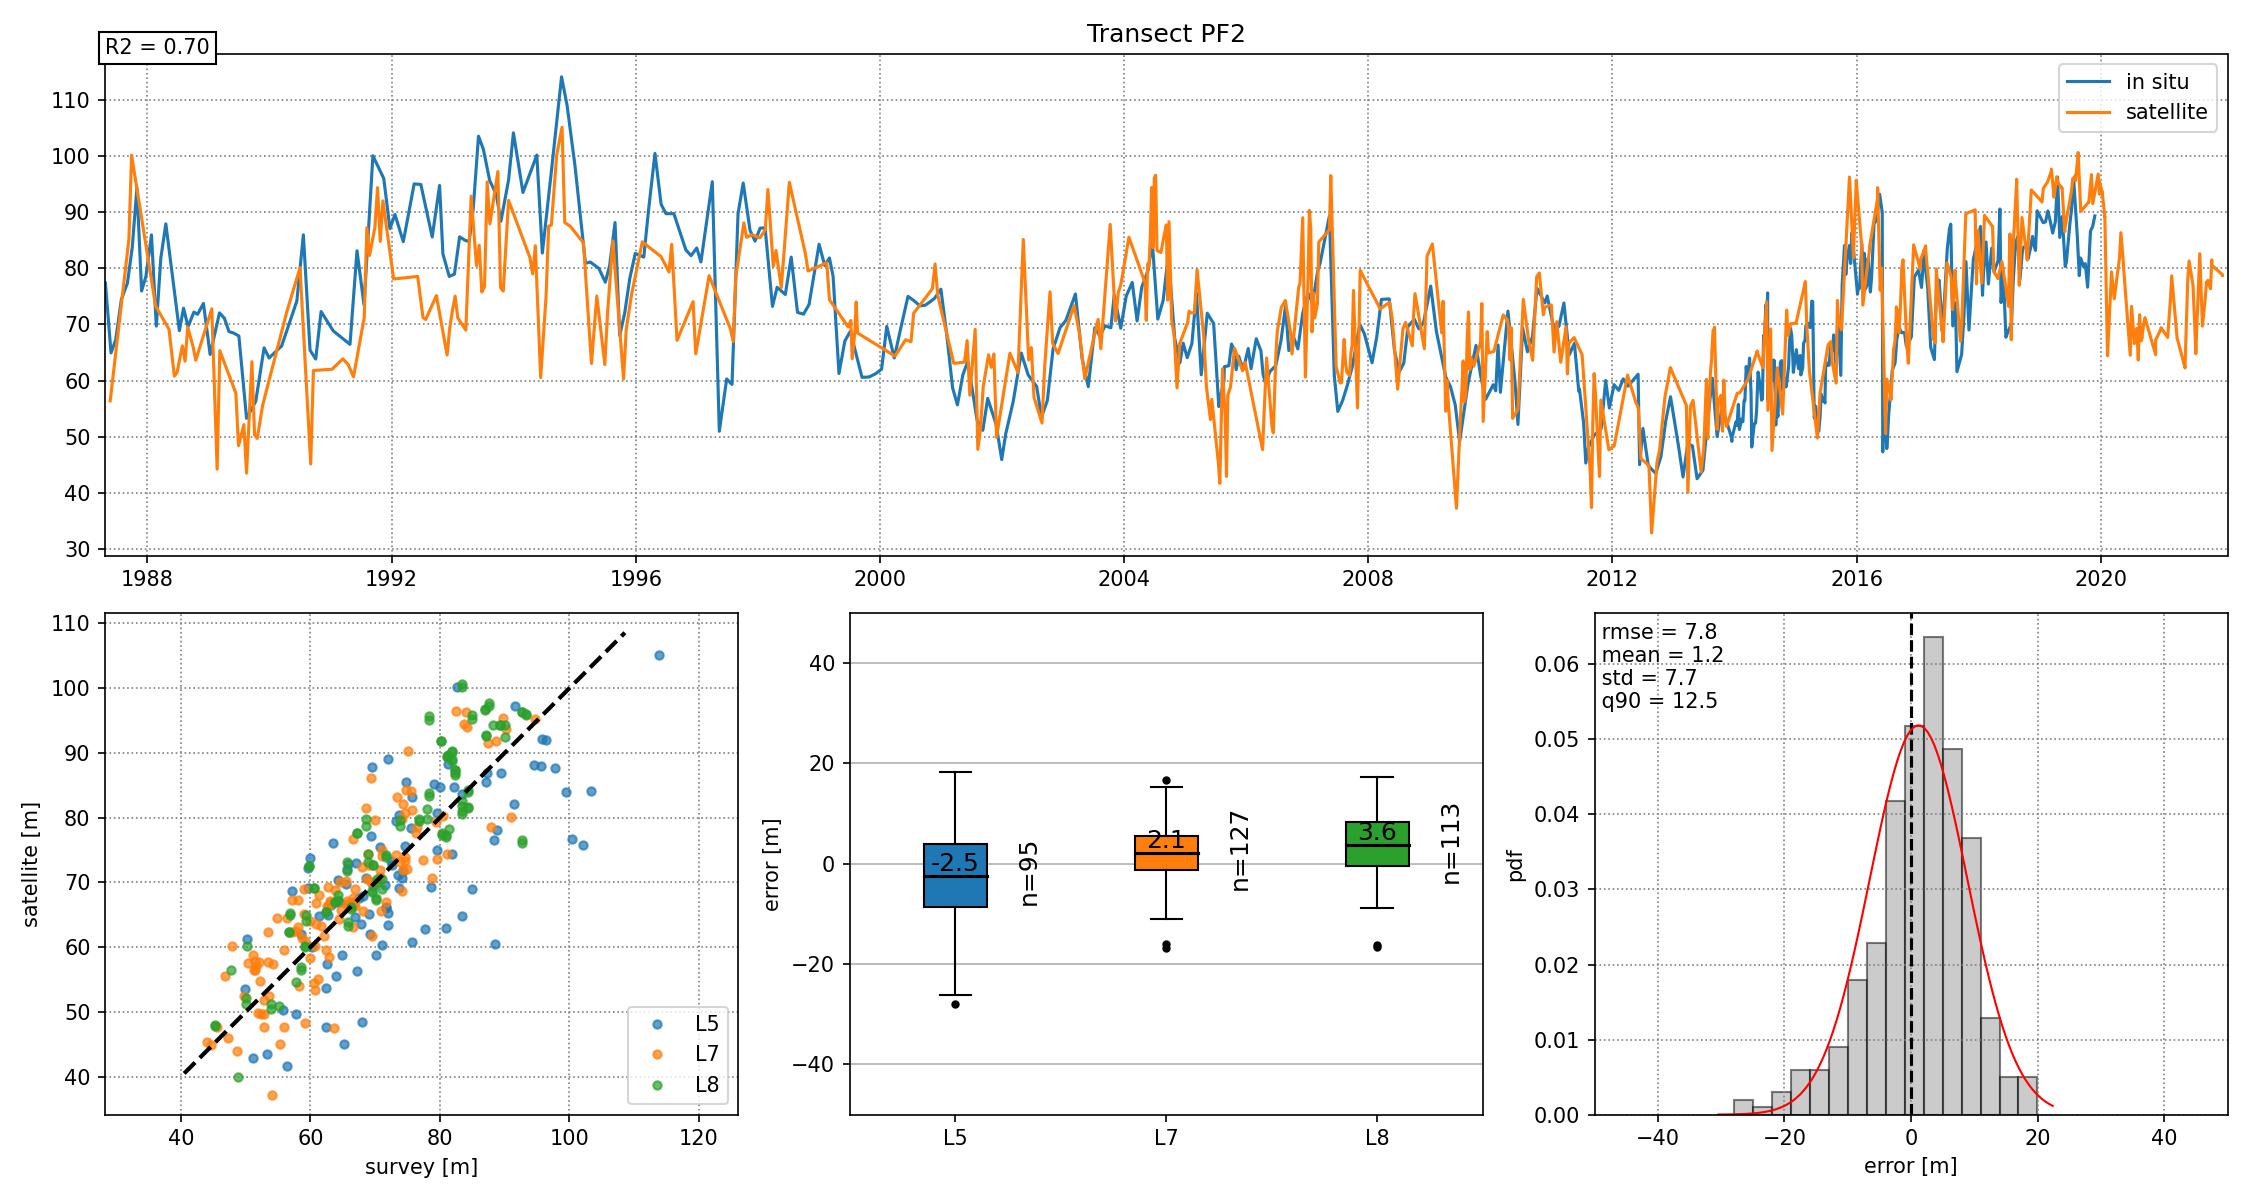 Transect PF2
R2 = 0.70
in situ
satellite
110
100
90
80
70
60
50
40
30
1988 1992 1996 2000 2004 2008 2012 2016 2020
satellite [m]
110
100
90
80
70
60
50
40
L5
L7
L8
40 60 80 100 120
survey [m]
error [m]
40
20
0
−20
−40
-2.5
n=95
2.1
n=127
3.6
n=113
L5 L7 L8
pdf
rmse = 7.8
mean = 1.2
std = 7.7
q90 = 12.5
0.06
0.05
0.04
0.03
0.02
0.01
0.00
−40 −20 0 20 40
error [m]